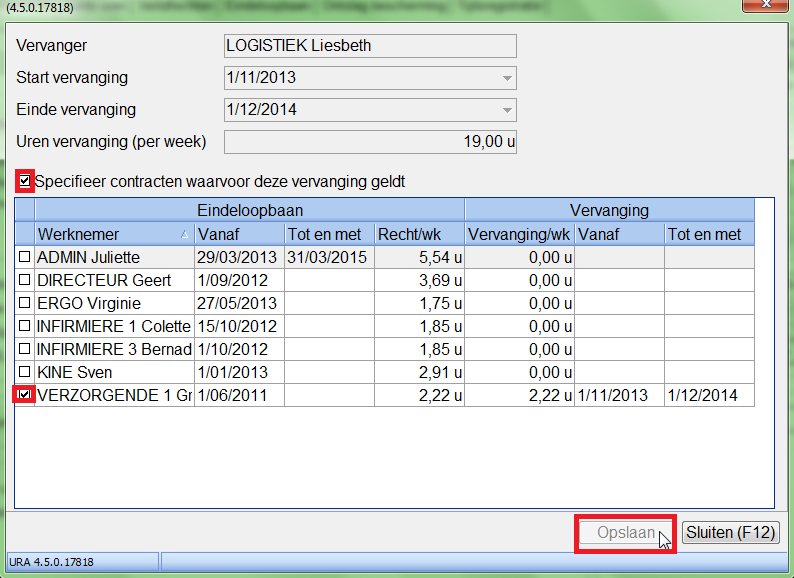 (4.5.0.17818)
Vervanger LOGISTIEK Liesbeth
Start vervanging 1/11/2013
Einde vervanging 1/12/2014
Uren vervanging (per week) 19,00 u
Specifieer contracten waarvoor deze vervanging geldt
Eindeloopbaan Vervanging
Werknemer Vanaf Tot en met Recht/wk Vervanging/wk Vanaf Tot en met
ADMIN Juliette 29/03/2013 31/03/2015 5,54 u 0,00 u
DIRECTEUR Geert 1/09/2012 3,69 u 0,00 u
ERGO Virginie 27/05/2013 1,75 u 0,00 u
INFIRMIERE 1 Colette 15/10/2012 1,85 u 0,00 u
INFIRMIERE 3 Bernad 1/10/2012 1,85 u 0,00 u
KINE Sven 1/01/2013 2,91 u 0,00 u
VERZORGENDE 1 Gr 1/06/2011 2,22 u 2,22 u 1/11/2013 1/12/2014
Opslaan Sluiten (F12)
URA 4.5.0.17818